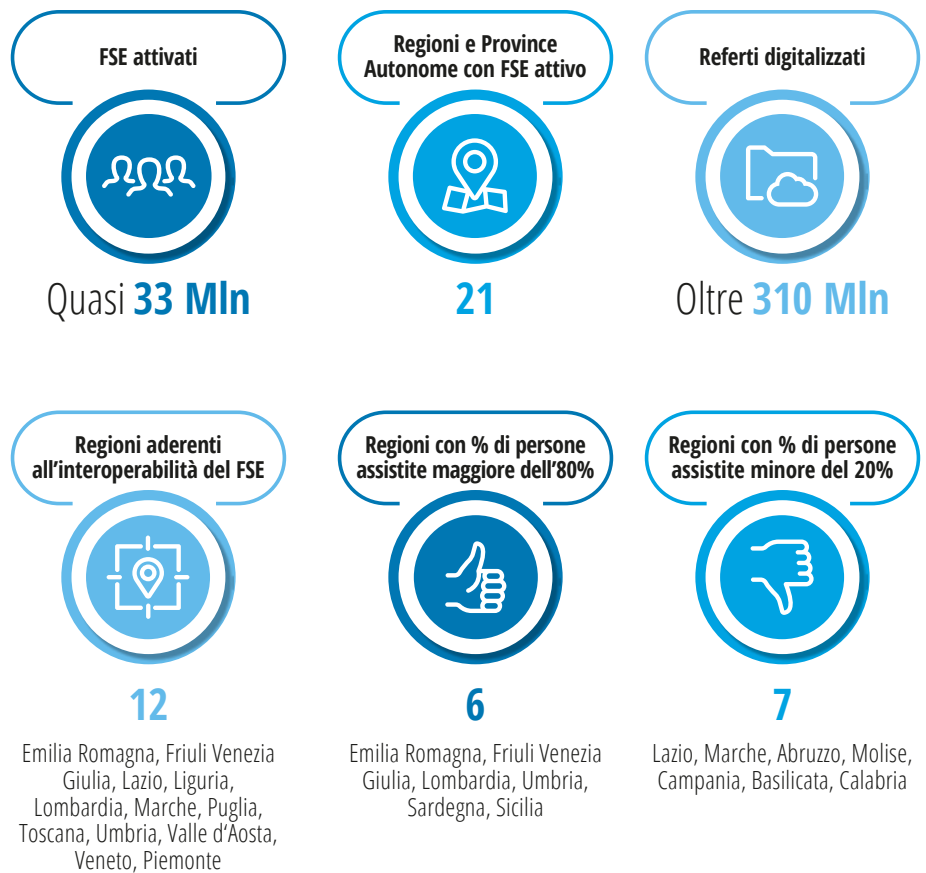 FSE attivati
Quasi 33 Mln
Regioni e Province
Autonome con FSE attivo
21
Referti digitalizzati
Oltre 310 Mln
Regioni aderenti
all’interoperabilità del FSE
12
Emilia Romagna, Friuli Venezia
Giulia, Lazio, Liguria,
Lombardia, Marche, Puglia,
Toscana, Umbria, Valle d’Aosta,
Veneto, Piemonte
Regioni con % di persone
assistite maggiore dell’80%
6
Emilia Romagna, Friuli Venezia
Giulia, Lombardia, Umbria,
Sardegna, Sicilia
Regioni con % di persone
assistite minore del 20%
7
Lazio, Marche, Abruzzo, Molise,
Campania, Basilicata, Calabria